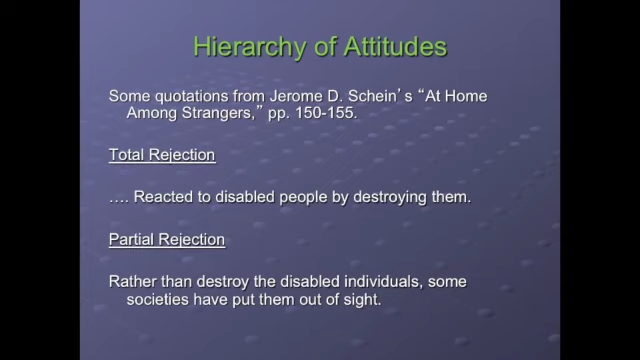 Hierarchy of Attitudes
Some quotations from Jerome D. Schein’s “At Home
Among Strangers,” pp. 150-155.
Total Rejection
…. Reacted to disabled people by destroying them.
Partial Rejection
Rather than destroy the disabled individuals, some
societies have put them out of sight.